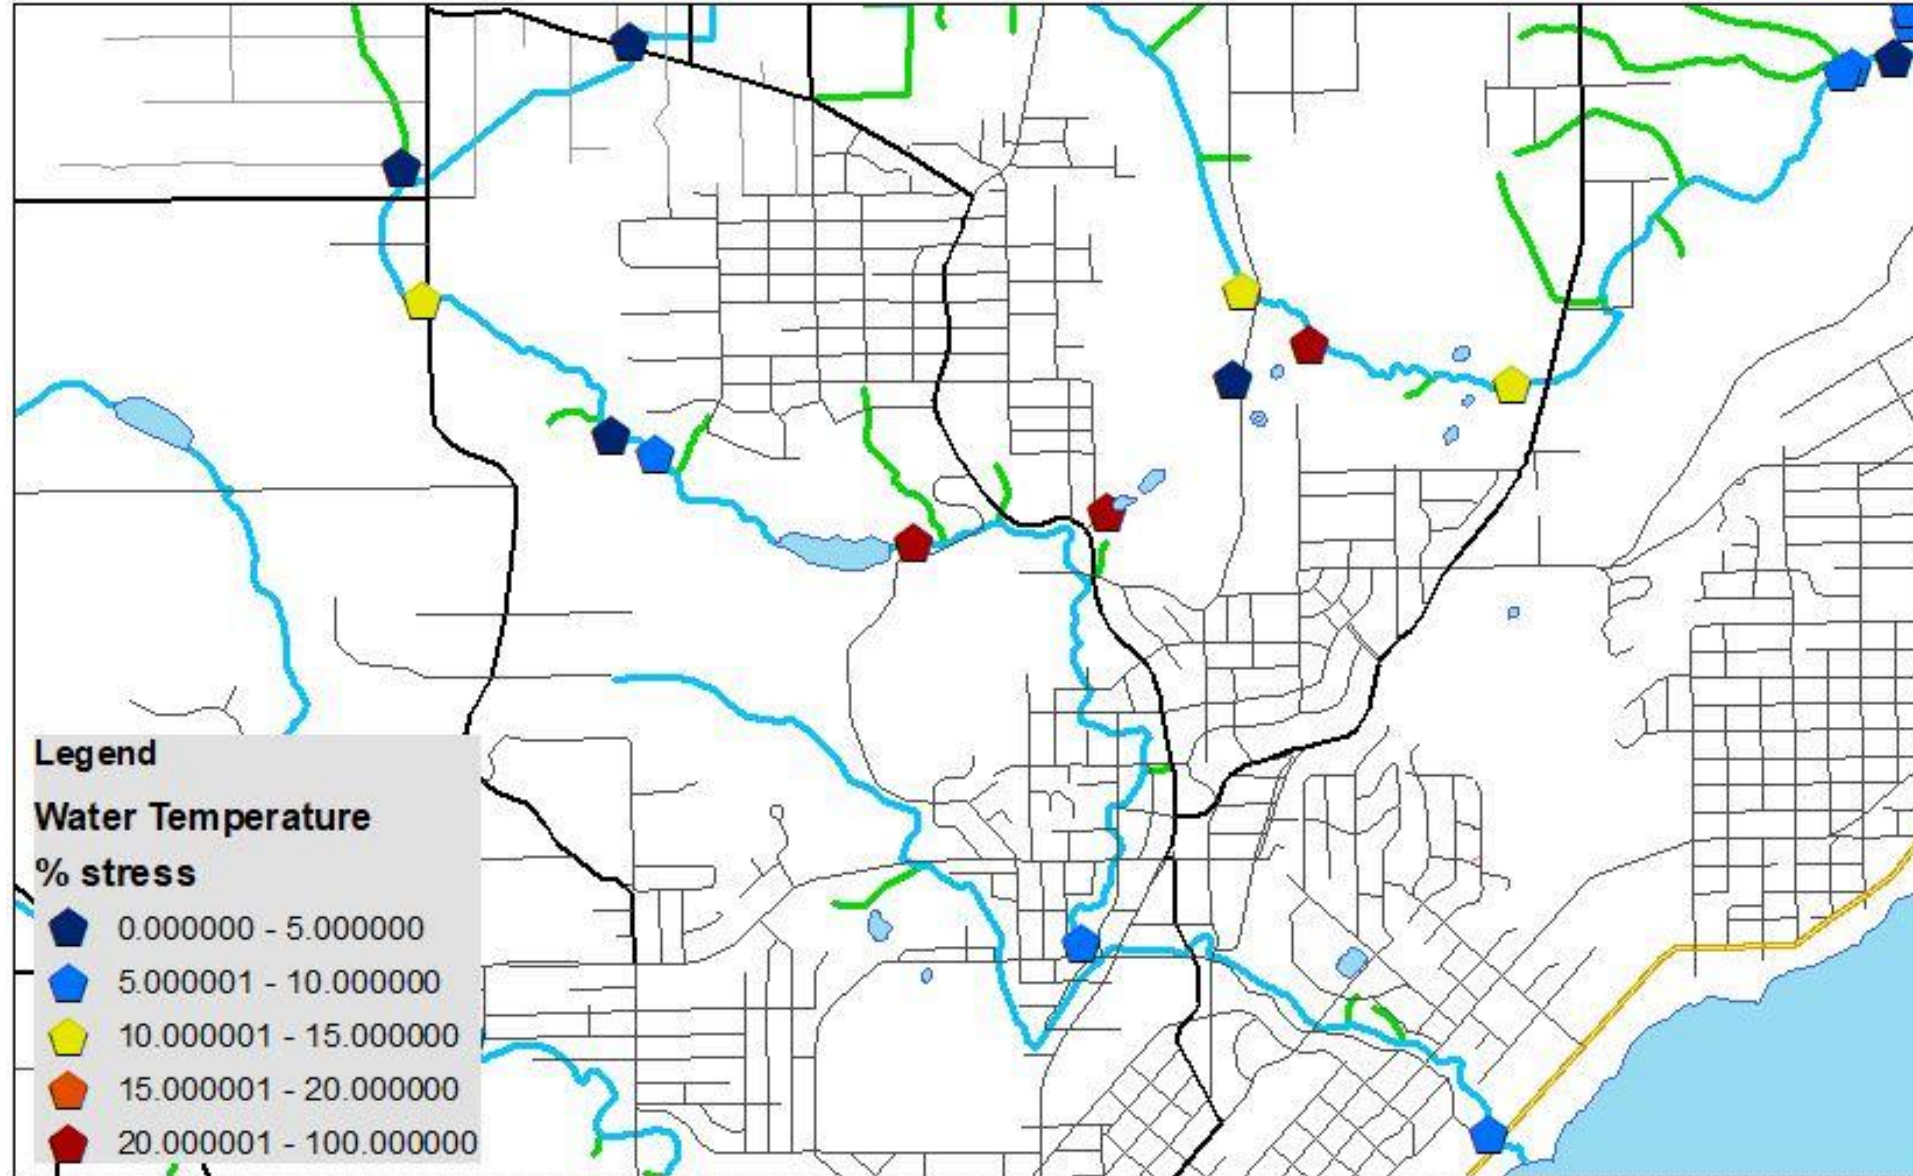 Legend
Water Temperature
% stress
0.000000 - 5.000000
5.000001 - 10.000000
10.000001 - 15.000000
15.000001 - 20.000000
20.000001 - 100.000000